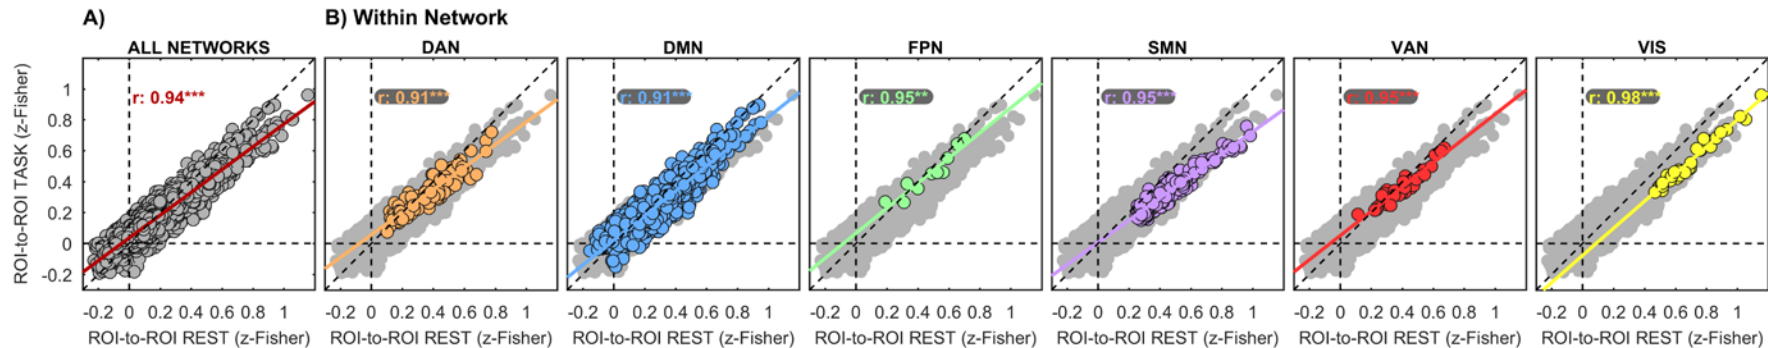 A)
B) Within Network
ALL NETWORKS
DAN
DMN
FPN
SMN
VAN
VIS
r: 0.94***
r: 0.91***
r: 0.91***
r: 0.95**
r: 0.95***
r: 0.95***
r: 0.98***
ROI-to-ROI TASK (z-Fisher)
1
0.8
0.6
0.4
0.2
0
-0.2
-0.2 0 0.2 0.4 0.6 0.8 1
-0.2 0 0.2 0.4 0.6 0.8 1
-0.2 0 0.2 0.4 0.6 0.8 1
-0.2 0 0.2 0.4 0.6 0.8 1
-0.2 0 0.2 0.4 0.6 0.8 1
-0.2 0 0.2 0.4 0.6 0.8 1
-0.2 0 0.2 0.4 0.6 0.8 1
ROI-to-ROI REST (z-Fisher)
ROI-to-ROI REST (z-Fisher)
ROI-to-ROI REST (z-Fisher)
ROI-to-ROI REST (z-Fisher)
ROI-to-ROI REST (z-Fisher)
ROI-to-ROI REST (z-Fisher)
ROI-to-ROI REST (z-Fisher)